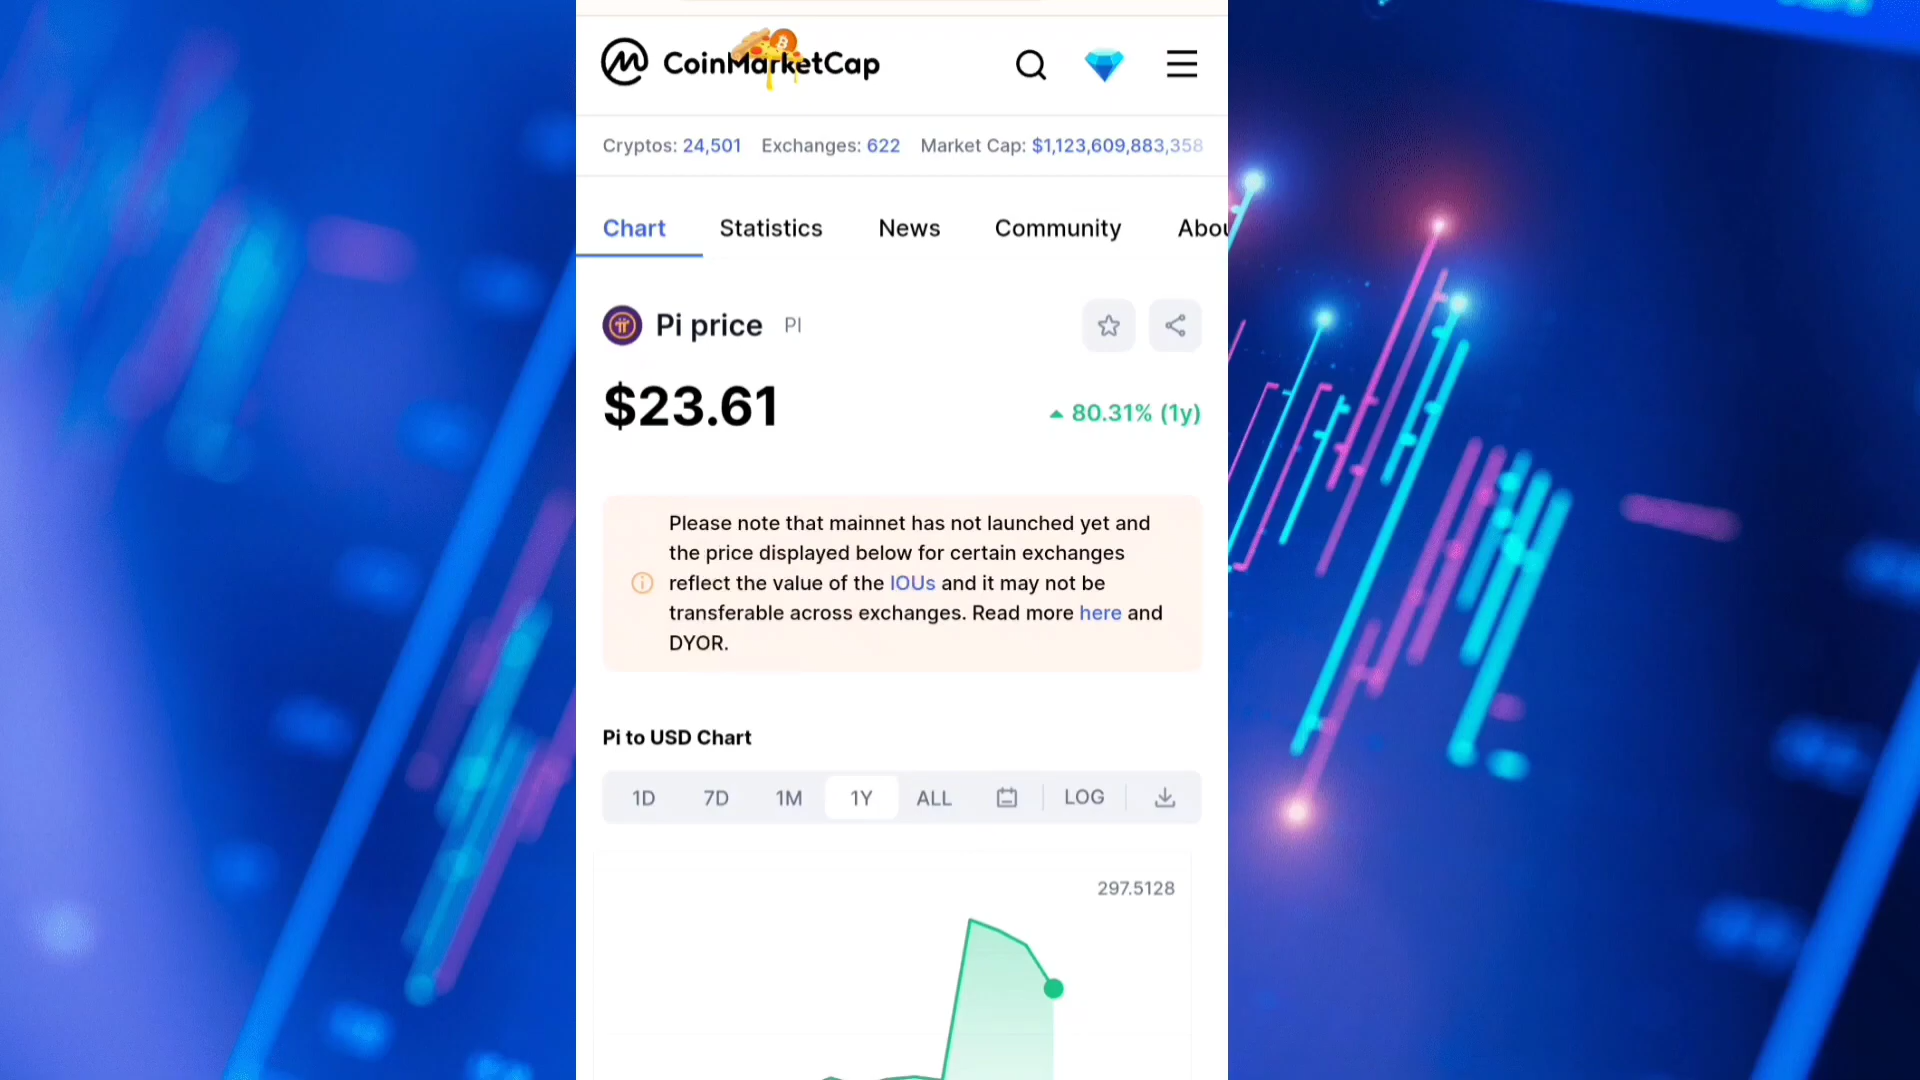 CoinMarketCap
Cryptos: 24,501 Exchanges: 622 Market Cap: $1,123,609,883,358
Chart Statistics News Community Abou
Pi price PI
$23.61 80.31% (1y)
Please note that mainnet has not launched yet and
the price displayed below for certain exchanges
reflect the value of the IOUs and it may not be
transferable across exchanges. Read more here and
DYOR.
Pi to USD Chart
1D 7D 1M 1Y ALL LOG
297.5128